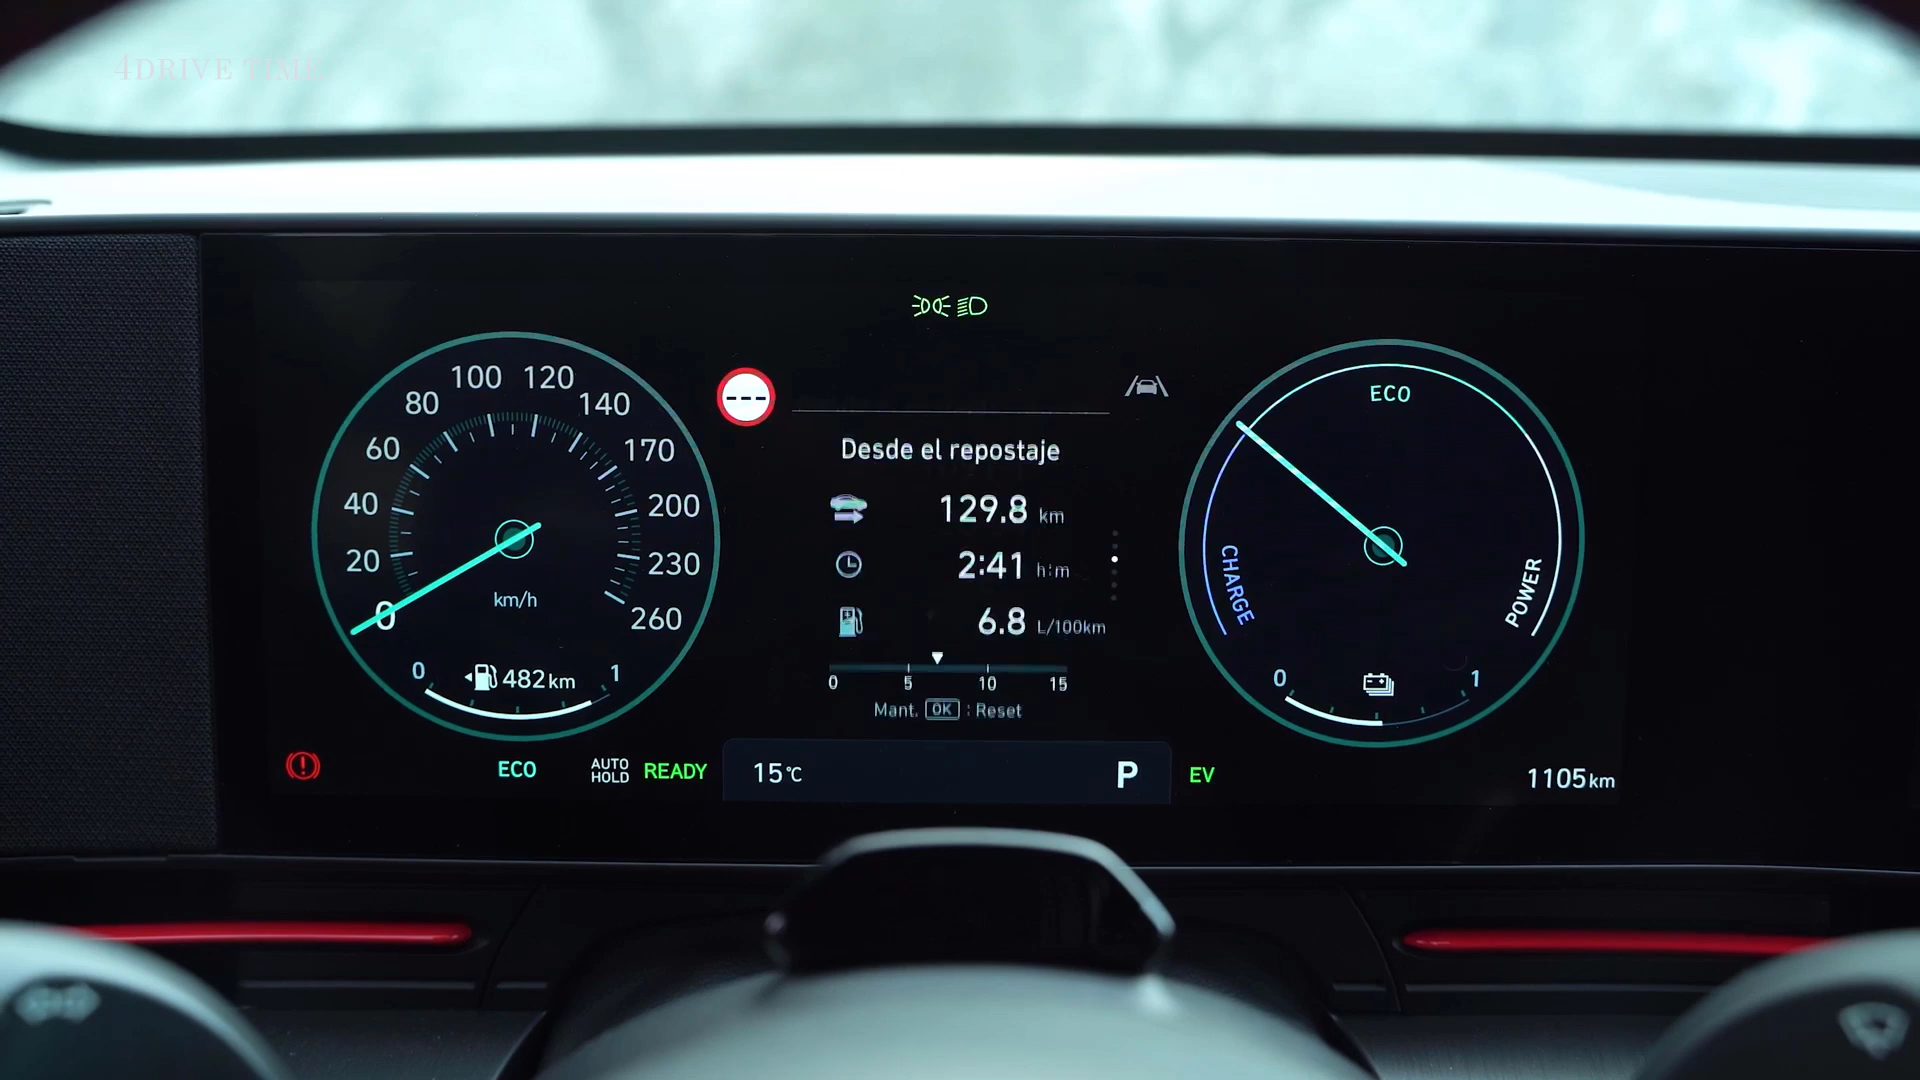 4DRIVE TIME
100 120
80 140
60 170
40 200
20 230
0 260
km/h
0 482 km 1
Desde el repostaje
129.8 km
2:41 h:m
6.8 L/100km
0 5 10 15
Mant. OK : Reset
ECO
CHARGE
POWER
0 1
ECO
AUTO HOLD
READY
15°C
P
EV
1105 km